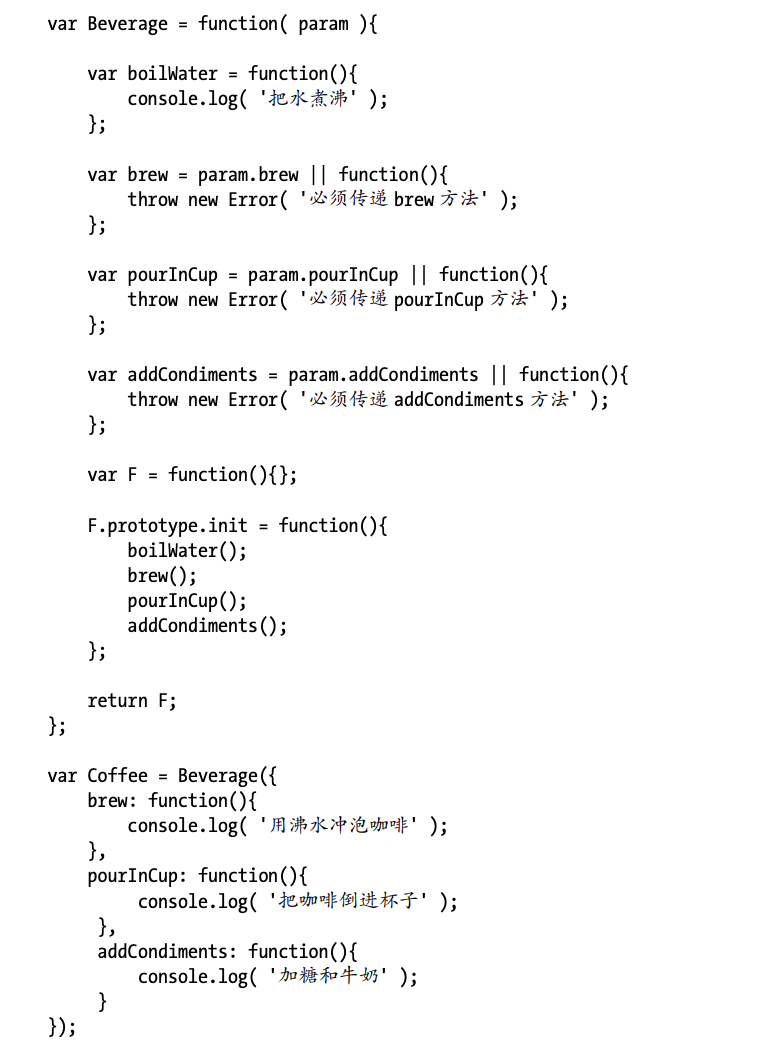 var Beverage = function( param ){
var boilWater = function(){
console.log( '把水煮沸' );
};
var brew = param.brew || function(){
throw new Error( '必须传递 brew 方法' );
};
var pourInCup = param.pourInCup || function(){
throw new Error( '必须传递 pourInCup 方法' );
};
var addCondiments = param.addCondiments || function(){
throw new Error( '必须传递 addCondiments 方法' );
};
var F = function(){};
F.prototype.init = function(){
boilWater();
brew();
pourInCup();
addCondiments();
};
return F;
};
var Coffee = Beverage({
brew: function(){
console.log( '用沸水冲泡咖啡' );
},
pourInCup: function(){
console.log( '把咖啡倒进杯子' );
},
addCondiments: function(){
console.log( '加糖和牛奶' );
}
});